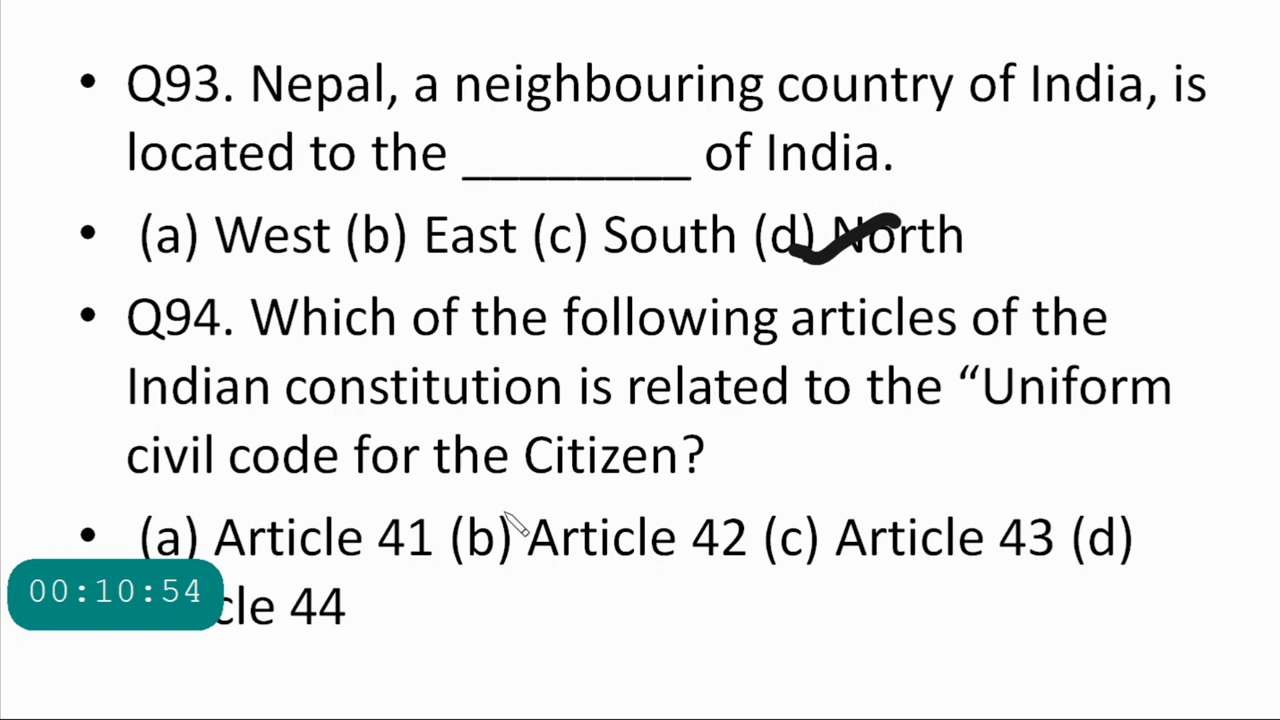 • Q93. Nepal, a neighbouring country of India, is
located to the ________ of India.
• (a) West (b) East (c) South (d) North
• Q94. Which of the following articles of the
Indian constitution is related to the “Uniform
civil code for the Citizen?
• (a) Article 41 (b) Article 42 (c) Article 43 (d)
cle 44
00:10:54